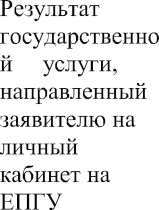 Результат
государственно
й услуги,
направленный
заявителю на
личный
кабинет на
ЕПГУ